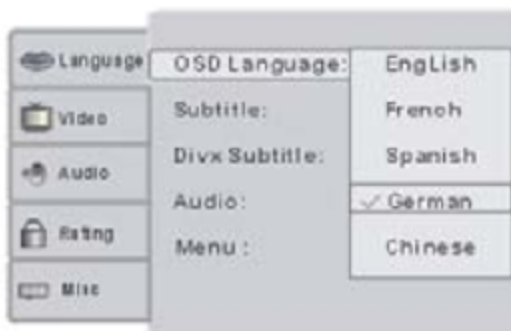 Language
Video
Audio
Rating
Misc
OSD Language:
Subtitle:
Divx Subtitle:
Audio:
Menu :
EngLish
French
Spanish
✓ German
Chinese